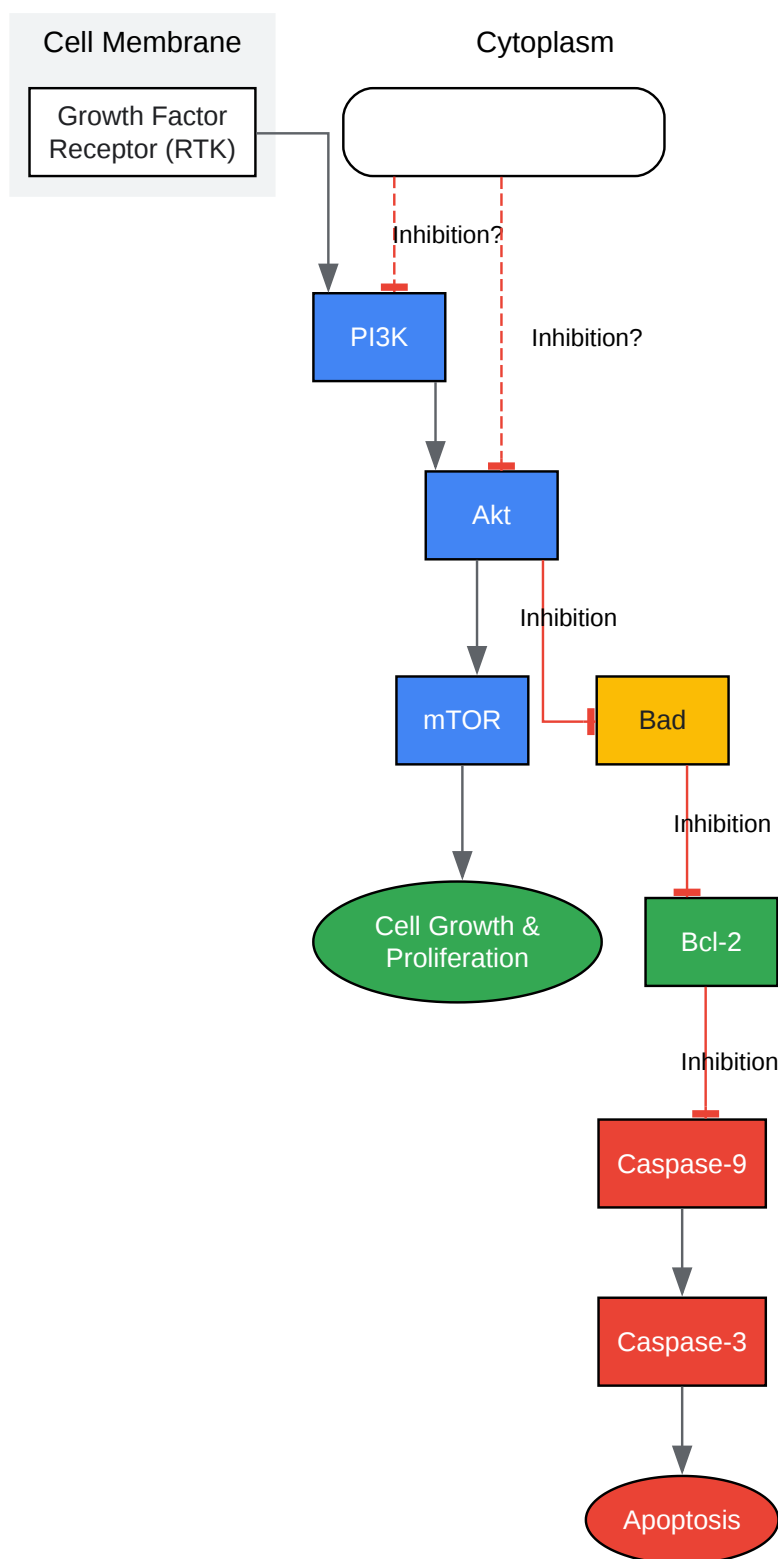 Cell Membrane
Cytoplasm
Growth Factor
Receptor (RTK)
Inhibition?
PI3K
Inhibition?
Akt
Inhibition
mTOR
Bad
Inhibition
Cell Growth &
Proliferation
Bcl-2
Inhibition
Caspase-9
Caspase-3
Apoptosis